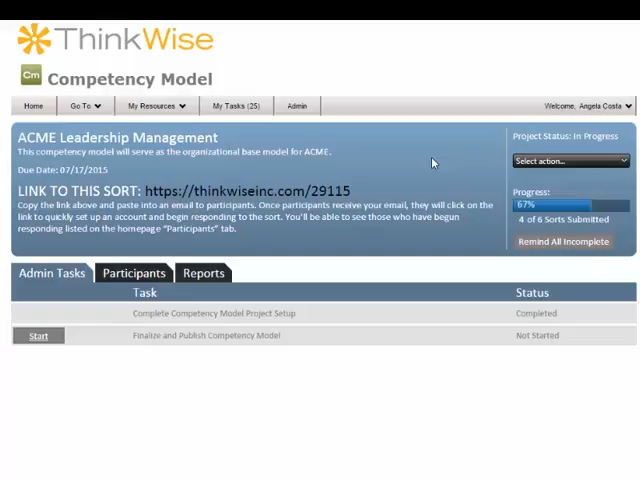 ThinkWise
Cm Competency Model
Home Go To My Resources My Tasks (25) Admin Welcome, Angela Costa
ACME Leadership Management
This competency model will serve as the organizational base model for ACME.
Due Date: 07/17/2015
LINK TO THIS SORT: https://thinkwiseinc.com/29115
Copy the link above and paste into an email to participants. Once participants receive your email, they will click on the
link to quickly set up an account and begin responding to the sort. You'll be able to see those who have begun
responding listed on the homepage "Participants" tab.
Project Status: In Progress
Select action...
Progress:
67%
4 of 6 Sorts Submitted
Remind All Incomplete
Admin Tasks Participants Reports
Task Status
Complete Competency Model Project Setup Completed
Start Finalize and Publish Competency Model Not Started